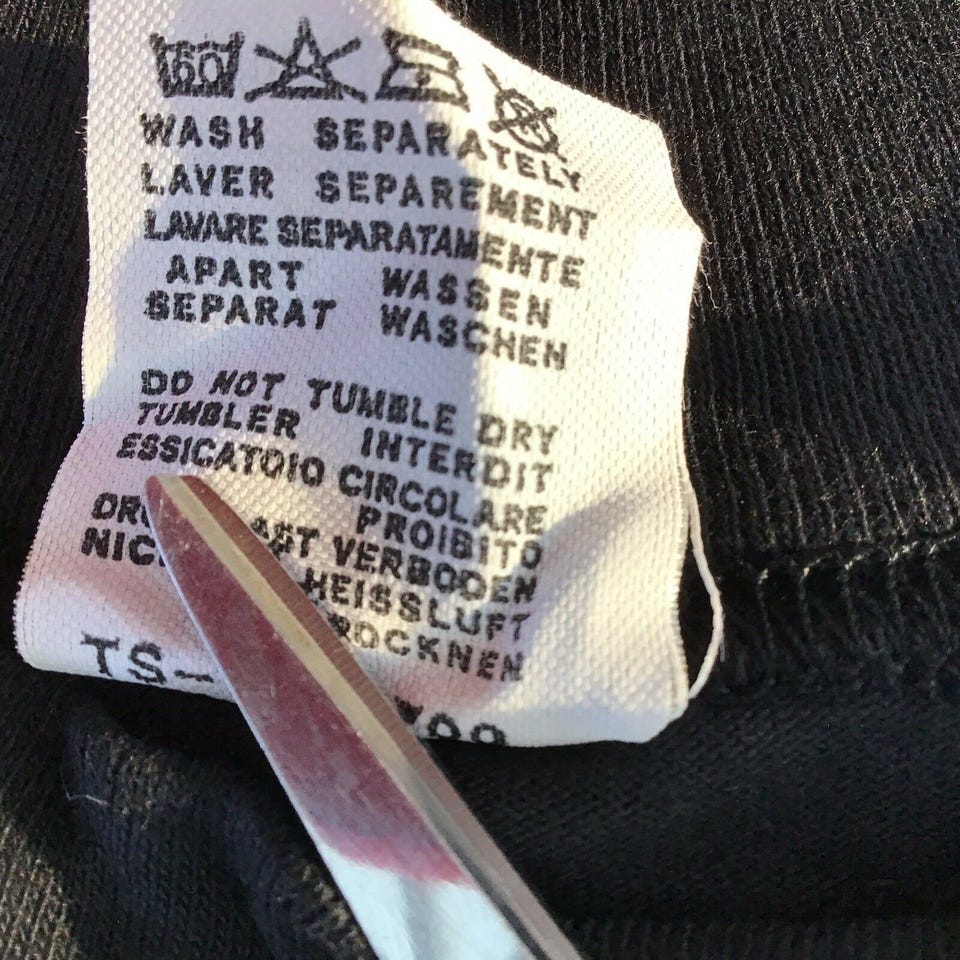 60
WASH SEPARATELY
LAVER SEPAREMENT
LAVARE SEPARATAMENTE
APART WASSEN
SEPARAT WASCHEN
DO NOT TUMBLE DRY
TUMBLER INTERDIT
ESSICATOIO CIRCOLARE
PROIBITO
VERBODEN
HEISSLUFT
TS-